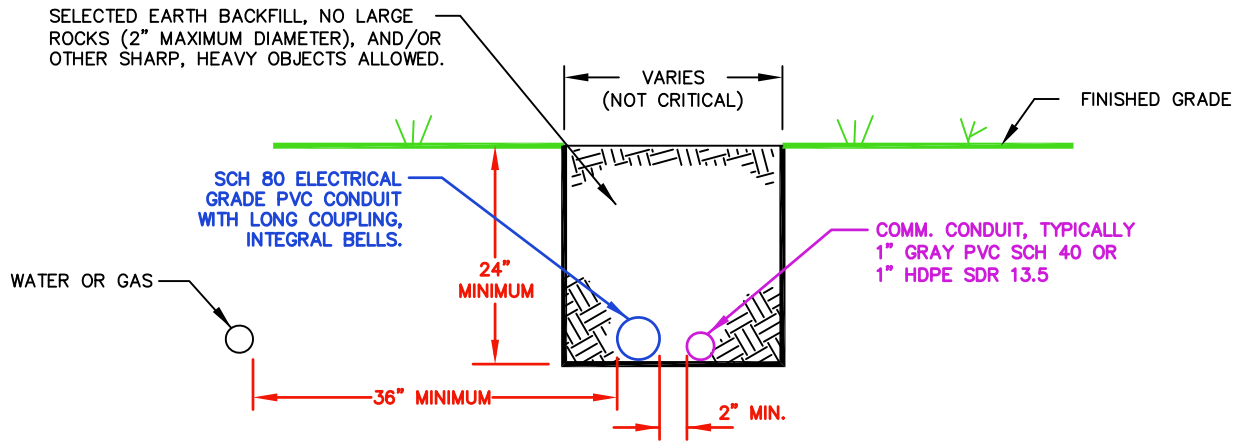 SELECTED EARTH BACKFILL, NO LARGE
ROCKS (2" MAXIMUM DIAMETER), AND/OR
OTHER SHARP, HEAVY OBJECTS ALLOWED.
VARIES
(NOT CRITICAL)
FINISHED GRADE
SCH 80 ELECTRICAL
GRADE PVC CONDUIT
WITH LONG COUPLING,
INTEGRAL BELLS.
COMM. CONDUIT, TYPICALLY
1" GRAY PVC SCH 40 OR
1" HDPE SDR 13.5
24"
MINIMUM
WATER OR GAS
36" MINIMUM
2" MIN.